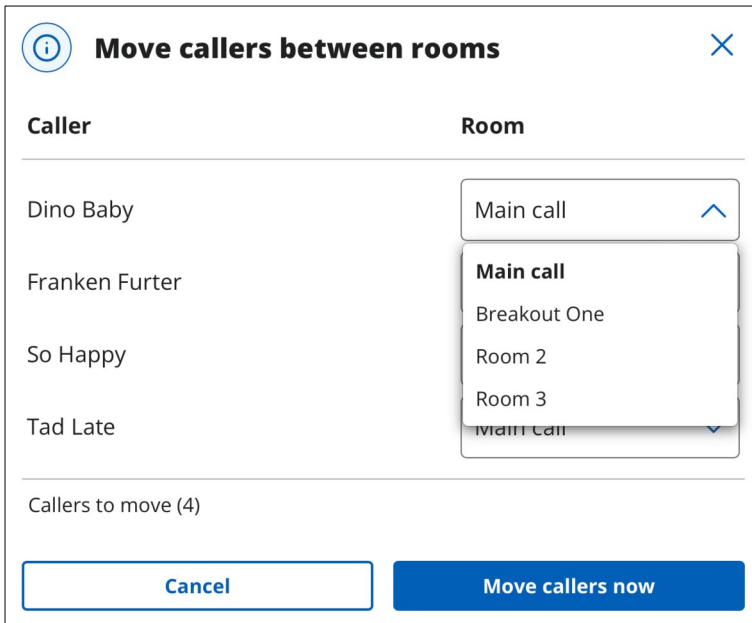 Move callers between rooms
Caller Room
Dino Baby Main call
Main call
Franken Furter
Breakout One
So Happy Room 2
Room 3
Tad Late Main call
Callers to move (4)
Cancel Move callers now